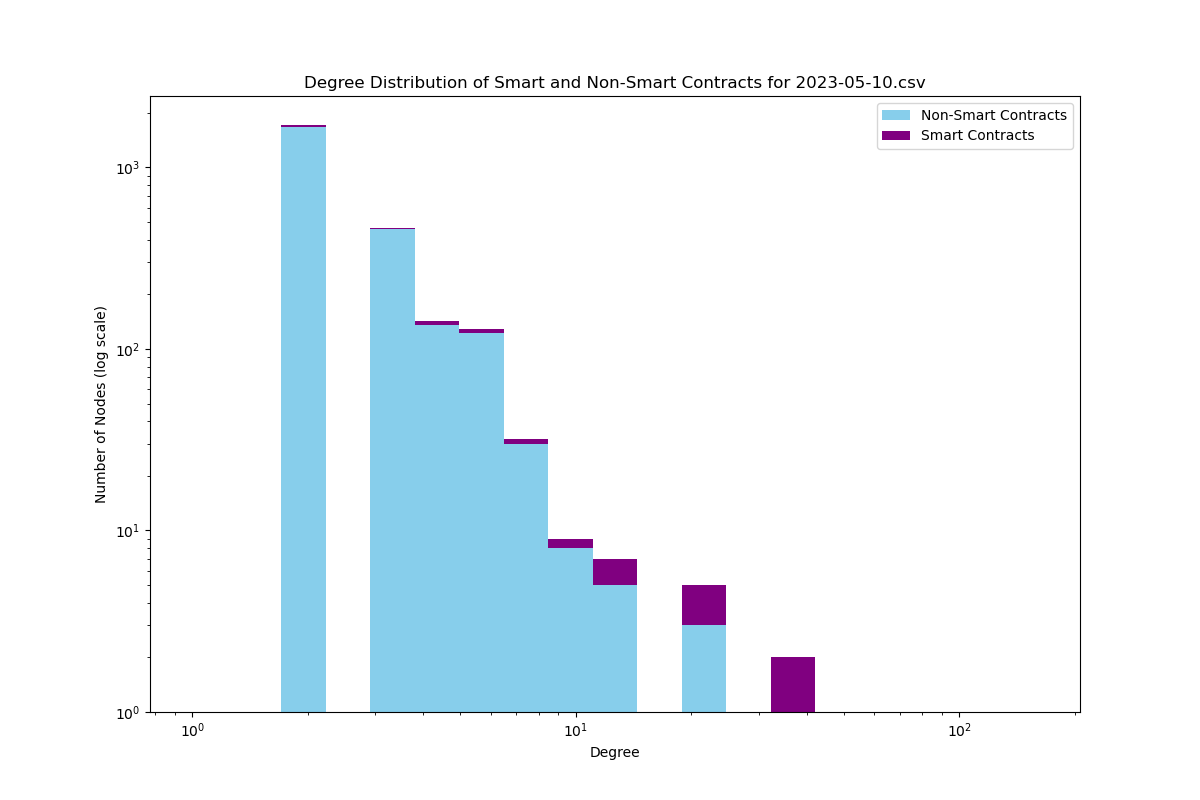 Degree Distribution of Smart and Non-Smart Contracts for 2023-05-10.csv
Non-Smart Contracts
Smart Contracts
Number of Nodes (log scale)
10³
10²
10¹
10⁰
10⁰ 10¹ 10²
Degree